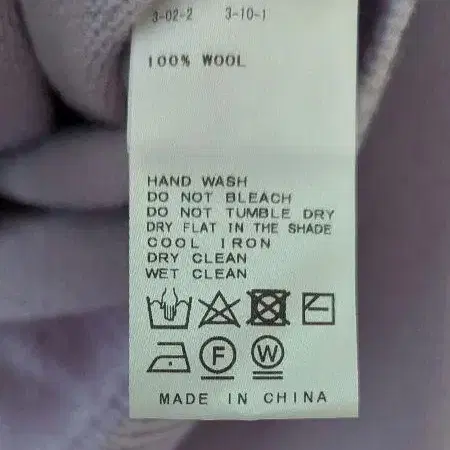 3-02-2 3-10-1
100% WOOL
HAND WASH
DO NOT BLEACH
DO NOT TUMBLE DRY
DRY FLAT IN THE SHADE
COOL IRON
DRY CLEAN
WET CLEAN
F W
MADE IN CHINA